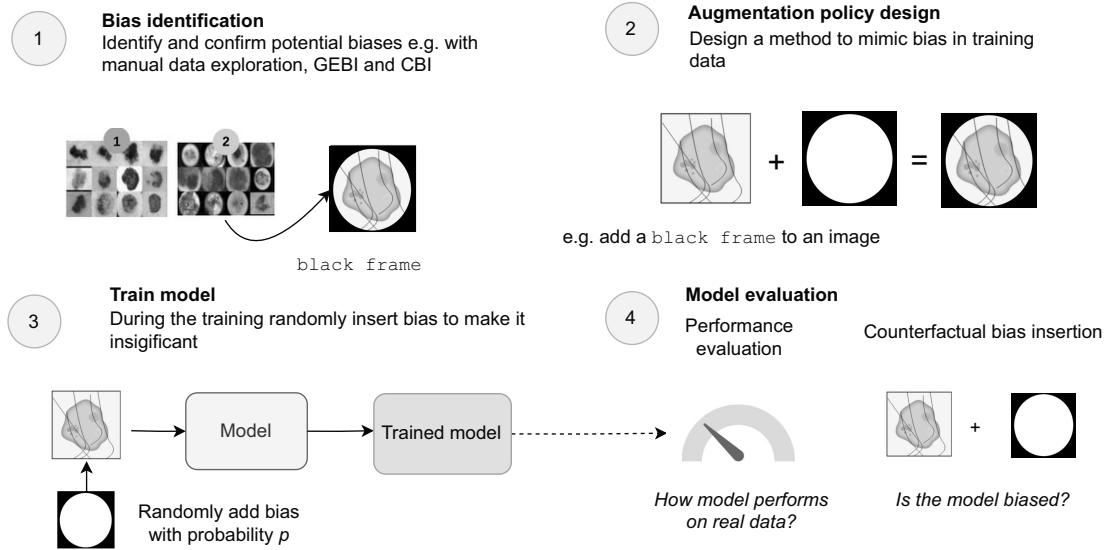 1
Bias identification
Identify and confirm potential biases e.g. with
manual data exploration, GEBI and CBI
1
2
black frame
2
Augmentation policy design
Design a method to mimic bias in training
data
+
=
e.g. add a black frame to an image
3
Train model
During the training randomly insert bias to make it
insigificant
Model
Trained model
Randomly add bias
with probability p
4
Model evaluation
Performance
evaluation
Counterfactual bias insertion
+
How model performs
on real data?
Is the model biased?